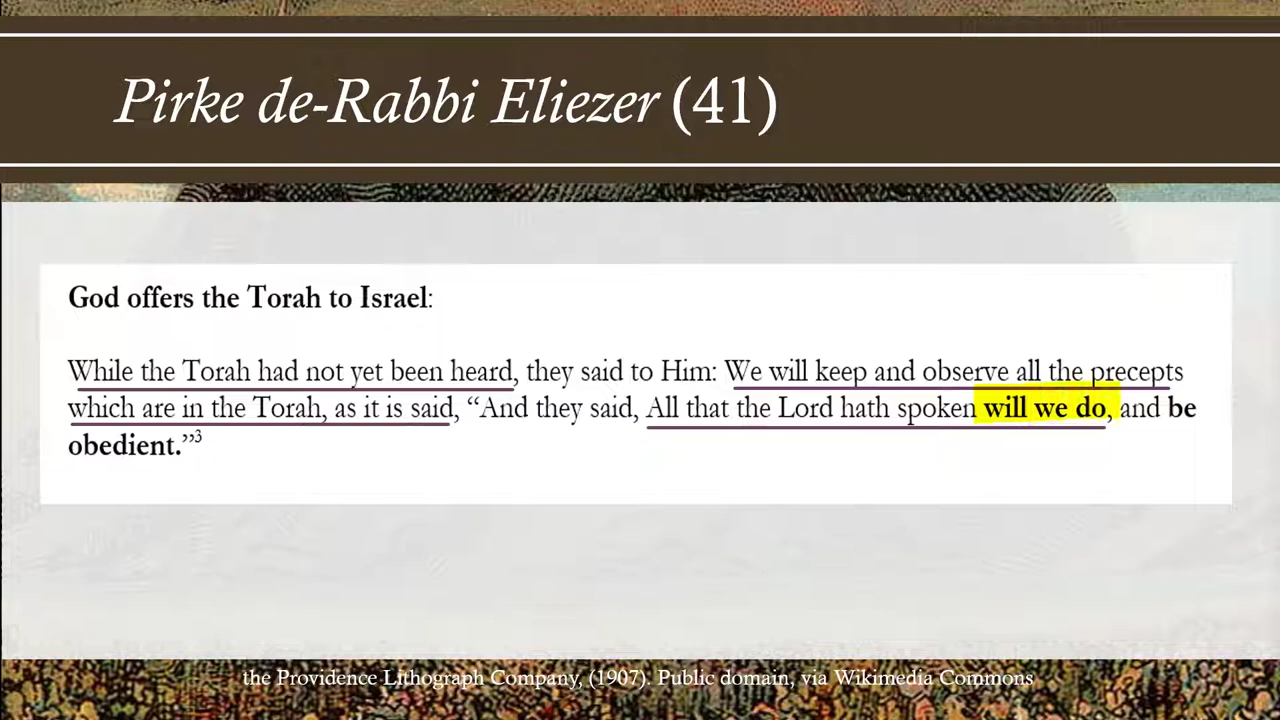 Pirke de-Rabbi Eliezer (41)
God offers the Torah to Israel:
While the Torah had not yet been heard, they said to Him: We will keep and observe all the precepts
which are in the Torah, as it is said, “And they said, All that the Lord hath spoken will we do, and be
obedient.”3
the Providence Lithograph Company, (1907). Public domain, via Wikimedia Commons